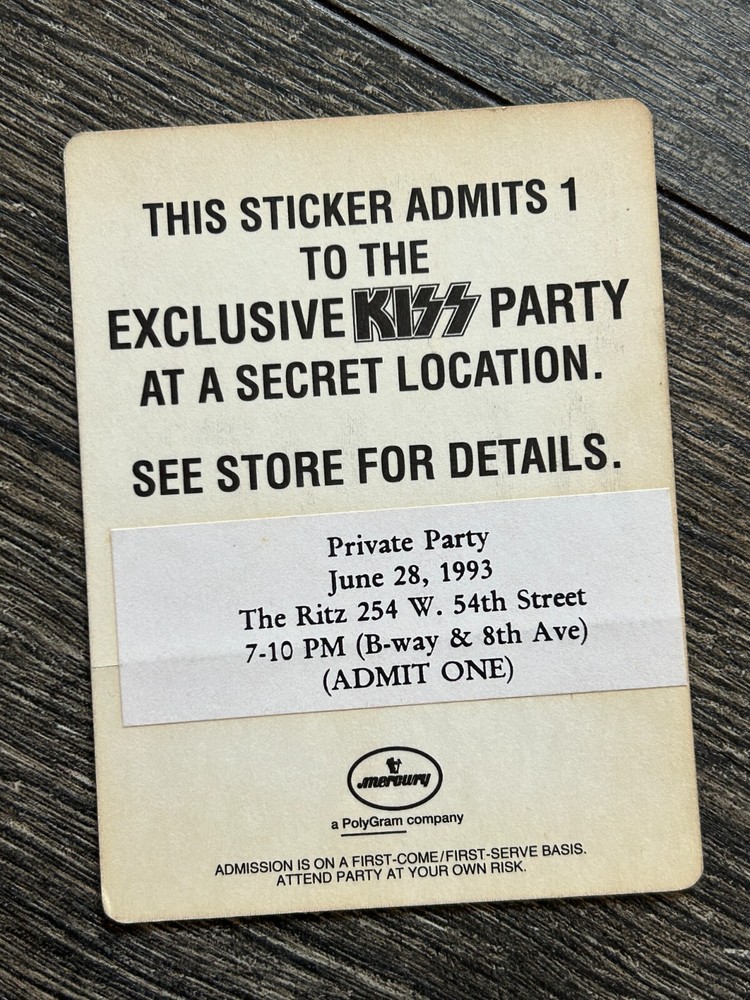 THIS STICKER ADMITS 1
TO THE
EXCLUSIVE KISS PARTY
AT A SECRET LOCATION.
SEE STORE FOR DETAILS.
Private Party
June 28, 1993
The Ritz 254 W. 54th Street
7-10 PM (B-way & 8th Ave)
(ADMIT ONE)
mercury
a PolyGram company
ADMISSION IS ON A FIRST-COME/FIRST-SERVE BASIS.
ATTEND PARTY AT YOUR OWN RISK.